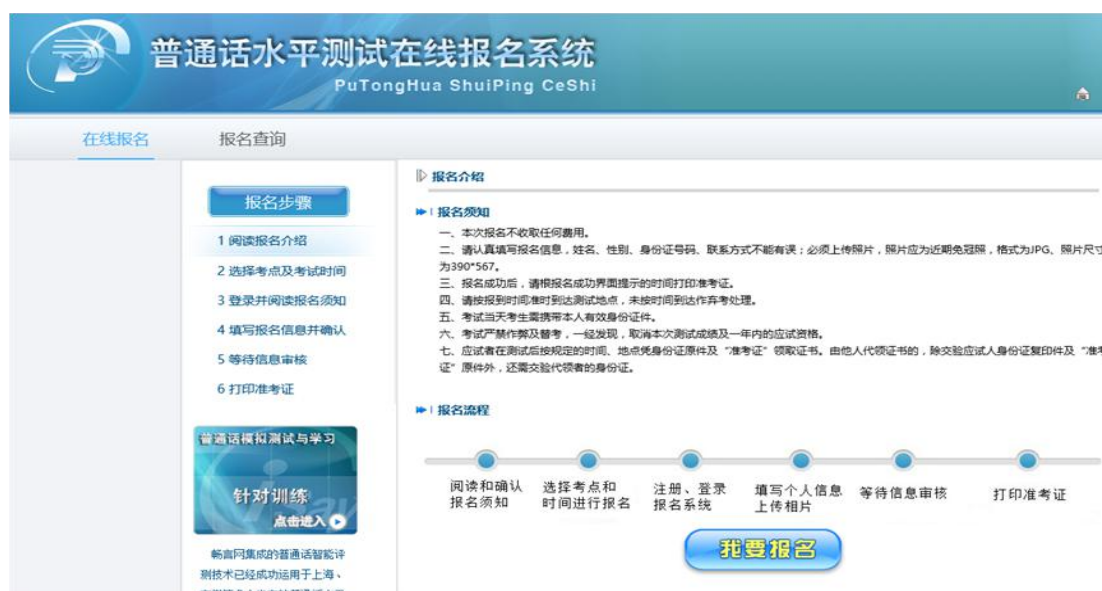 普通话水平测试在线报名系统
PuTongHua ShuiPing CeShi
在线报名
报名查询
报名步骤
1 阅读报名介绍
2 选择考点及考试时间
3 登录并阅读报名须知
4 填写报名信息并确认
5 等待信息审核
6 打印准考证
普通话模拟测试与学习
针对训练
点击进入
畅言网集成的普通话智能评
测技术已经成功运用于上海、
报名介绍
报名须知
一、本次报名不收取任何费用。
二、请认真填写报名信息，姓名、性别、身份证号码、联系方式不能有误；必须上传照片，照片应为近期免冠照，格式为JPG、照片尺寸
为390*567。
三、报名成功后，请根报名成功界面提示的时间打印准考证。
四、请按报到时间准时到达测试地点，未按时间到达作弃考处理。
五、考试当天考生需携带本人有效身份证件。
六、考试严禁作弊及替考，一经发现，取消本次测试成绩及一年内的应试资格。
七、应试者在测试后按规定的时间、地点凭身份证原件及“准考证”领取证书。由他人代领证书的，除交验应试人身份证复印件及“准考
证”原件外，还需交验代领者的身份证。
报名流程
阅读和确认
报名须知
选择考点和
时间进行报名
注册、登录
报名系统
填写个人信息
上传相片
等待信息审核
打印准考证
我要报名